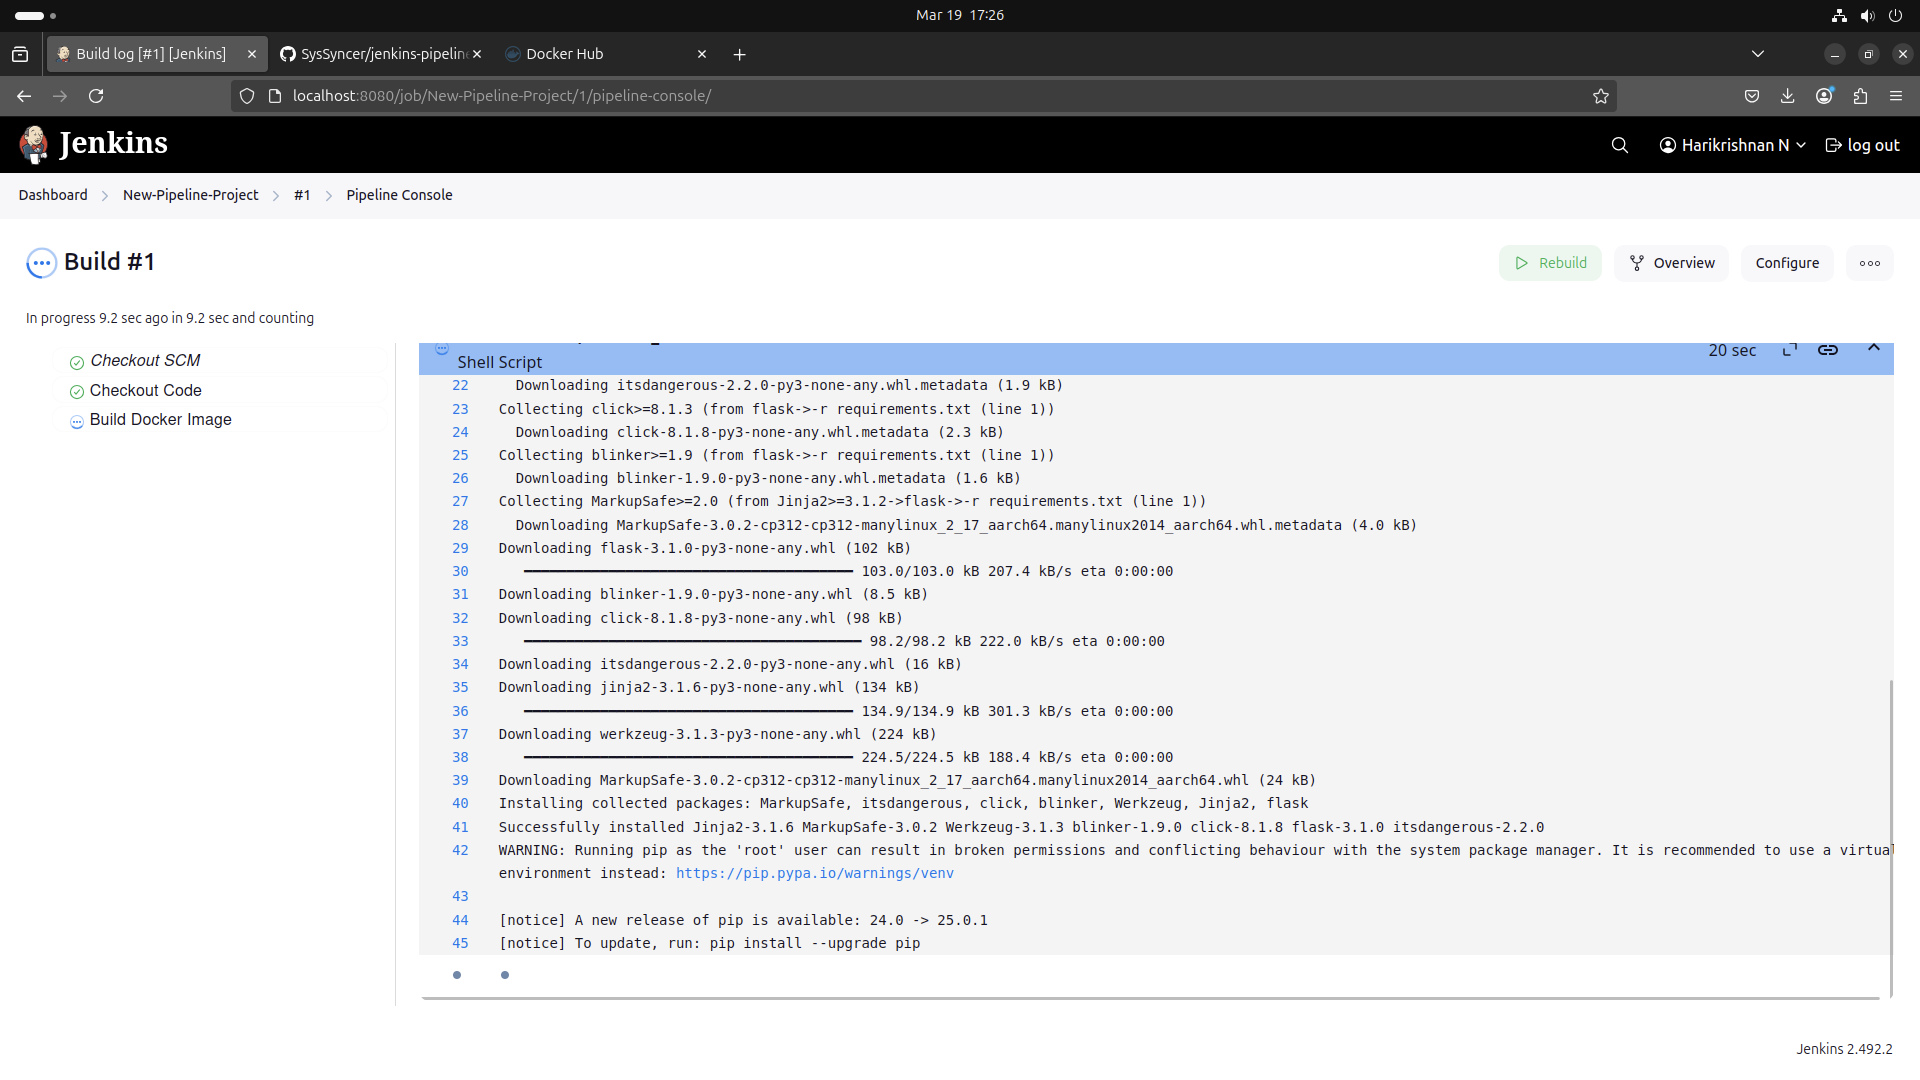 Mar 19 17:26
Build log [#1] [Jenkins]
SysSyncer/jenkins-pipeline
Docker Hub
localhost:8080/job/New-Pipeline-Project/1/pipeline-console/
Jenkins
Harikrishnan N
log out
Dashboard
New-Pipeline-Project
#1
Pipeline Console
Build #1
Rebuild
Overview
Configure
In progress 9.2 sec ago in 9.2 sec and counting
Checkout SCM
Checkout Code
Build Docker Image
Shell Script
20 sec
22 Downloading itsdangerous-2.2.0-py3-none-any.whl.metadata (1.9 kB)
23 Collecting click>=8.1.3 (from flask->-r requirements.txt (line 1))
24 Downloading click-8.1.8-py3-none-any.whl.metadata (2.3 kB)
25 Collecting blinker>=1.9 (from flask->-r requirements.txt (line 1))
26 Downloading blinker-1.9.0-py3-none-any.whl.metadata (1.6 kB)
27 Collecting MarkupSafe>=2.0 (from Jinja2>=3.1.2->flask->-r requirements.txt (line 1))
28 Downloading MarkupSafe-3.0.2-cp312-cp312-manylinux_2_17_aarch64.manylinux2014_aarch64.whl.metadata (4.0 kB)
29 Downloading flask-3.1.0-py3-none-any.whl (102 kB)
30 ━━━━━━━━━━━━━━━━━━━━━━━━━━━━━━━━━━━━━━━ 103.0/103.0 kB 207.4 kB/s eta 0:00:00
31 Downloading blinker-1.9.0-py3-none-any.whl (8.5 kB)
32 Downloading click-8.1.8-py3-none-any.whl (98 kB)
33 ━━━━━━━━━━━━━━━━━━━━━━━━━━━━━━━━━━━━━━━━ 98.2/98.2 kB 222.0 kB/s eta 0:00:00
34 Downloading itsdangerous-2.2.0-py3-none-any.whl (16 kB)
35 Downloading jinja2-3.1.6-py3-none-any.whl (134 kB)
36 ━━━━━━━━━━━━━━━━━━━━━━━━━━━━━━━━━━━━━━━ 134.9/134.9 kB 301.3 kB/s eta 0:00:00
37 Downloading werkzeug-3.1.3-py3-none-any.whl (224 kB)
38 ━━━━━━━━━━━━━━━━━━━━━━━━━━━━━━━━━━━━━━━ 224.5/224.5 kB 188.4 kB/s eta 0:00:00
39 Downloading MarkupSafe-3.0.2-cp312-cp312-manylinux_2_17_aarch64.manylinux2014_aarch64.whl (24 kB)
40 Installing collected packages: MarkupSafe, itsdangerous, click, blinker, Werkzeug, Jinja2, flask
41 Successfully installed Jinja2-3.1.6 MarkupSafe-3.0.2 Werkzeug-3.1.3 blinker-1.9.0 click-8.1.8 flask-3.1.0 itsdangerous-2.2.0
42 WARNING: Running pip as the 'root' user can result in broken permissions and conflicting behaviour with the system package manager. It is recommended to use a virtual
environment instead: https://pip.pypa.io/warnings/venv
43
44 [notice] A new release of pip is available: 24.0 -> 25.0.1
45 [notice] To update, run: pip install --upgrade pip
Jenkins 2.492.2